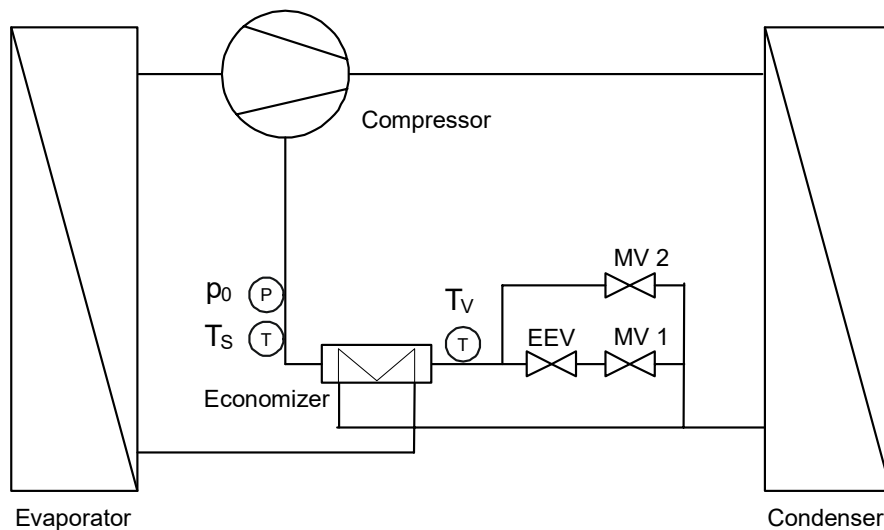 Compressor
MV 2
p0 P
TV
TS T
T
EEV MV 1
Economizer
Evaporator
Condenser